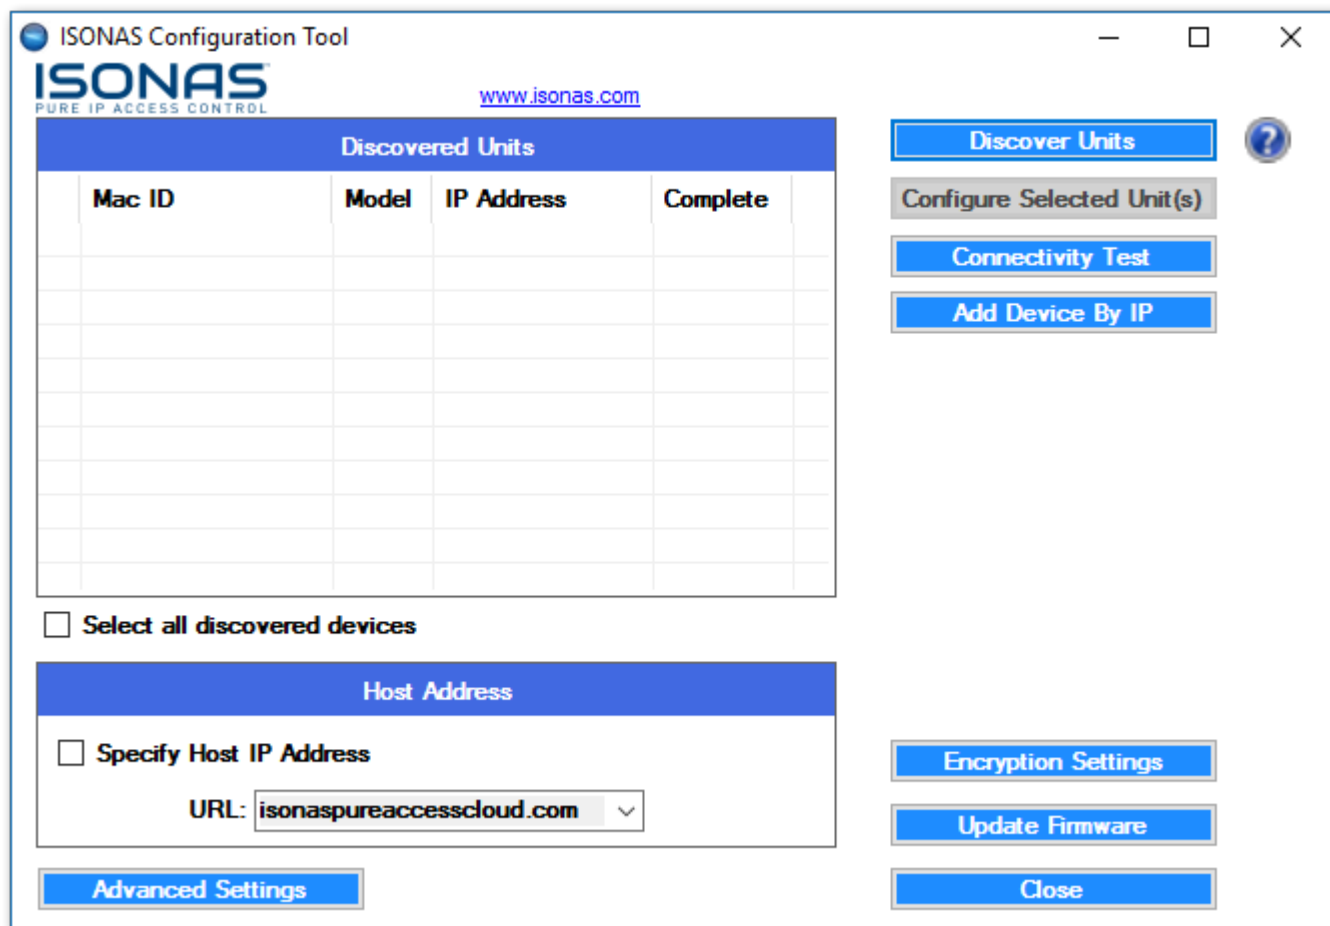 ISONAS Configuration Tool
ISONAS
PURE IP ACCESS CONTROL
www.isonas.com
Discovered Units
Mac ID Model IP Address Complete
Select all discovered devices
Host Address
Specify Host IP Address
URL: isonaspureaccesscloud.com
Advanced Settings
Discover Units
?
Configure Selected Unit(s)
Connectivity Test
Add Device By IP
Encryption Settings
Update Firmware
Close